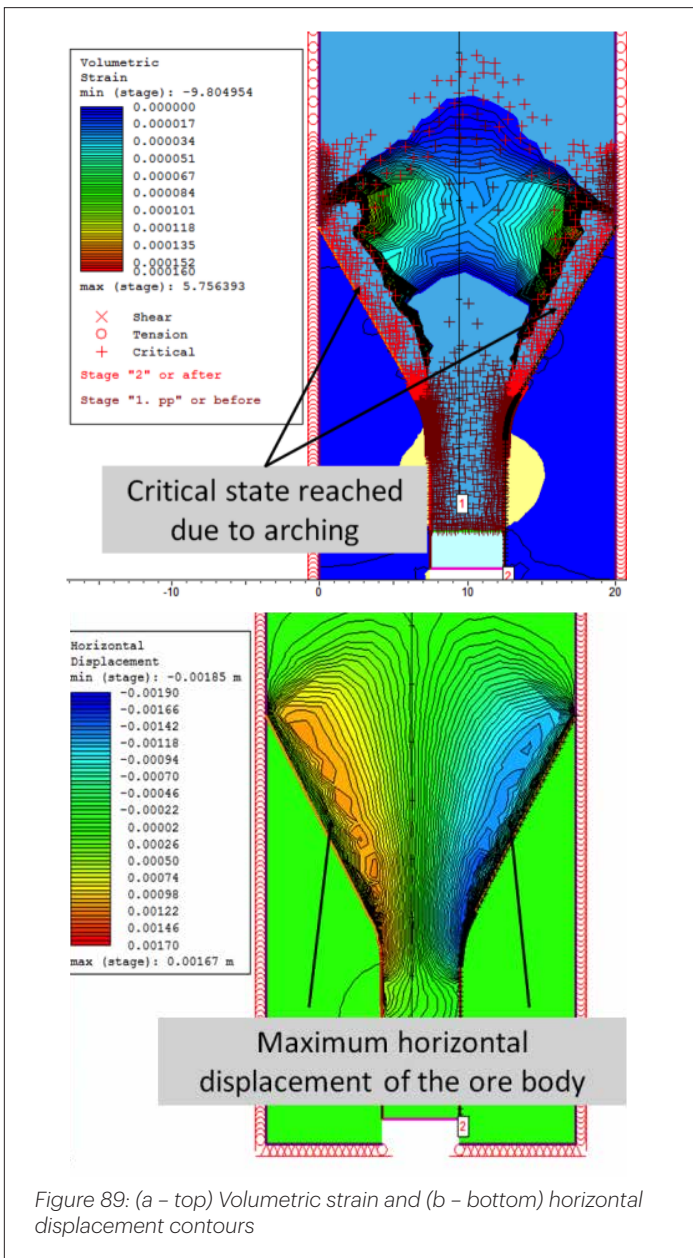 Volumetric
Strain
min (stage): -9.804954
0.000000
0.000017
0.000034
0.000051
0.000067
0.000084
0.000101
0.000118
0.000135
0.000152
0.000160
max (stage): 5.756393
Shear
Tension
Critical
Stage "2" or after
Stage "1. pp" or before
Critical state reached
due to arching
1
2
-10
0
10
20
Horizontal
Displacement
min (stage): -0.00185 m
-0.00190
-0.00166
-0.00142
-0.00118
-0.00094
-0.00070
-0.00046
-0.00022
0.00002
0.00026
0.00050
0.00074
0.00098
0.00122
0.00146
0.00170
max (stage): 0.00167 m
Maximum horizontal
displacement of the ore body
2
Figure 89: (a – top) Volumetric strain and (b – bottom) horizontal
displacement contours